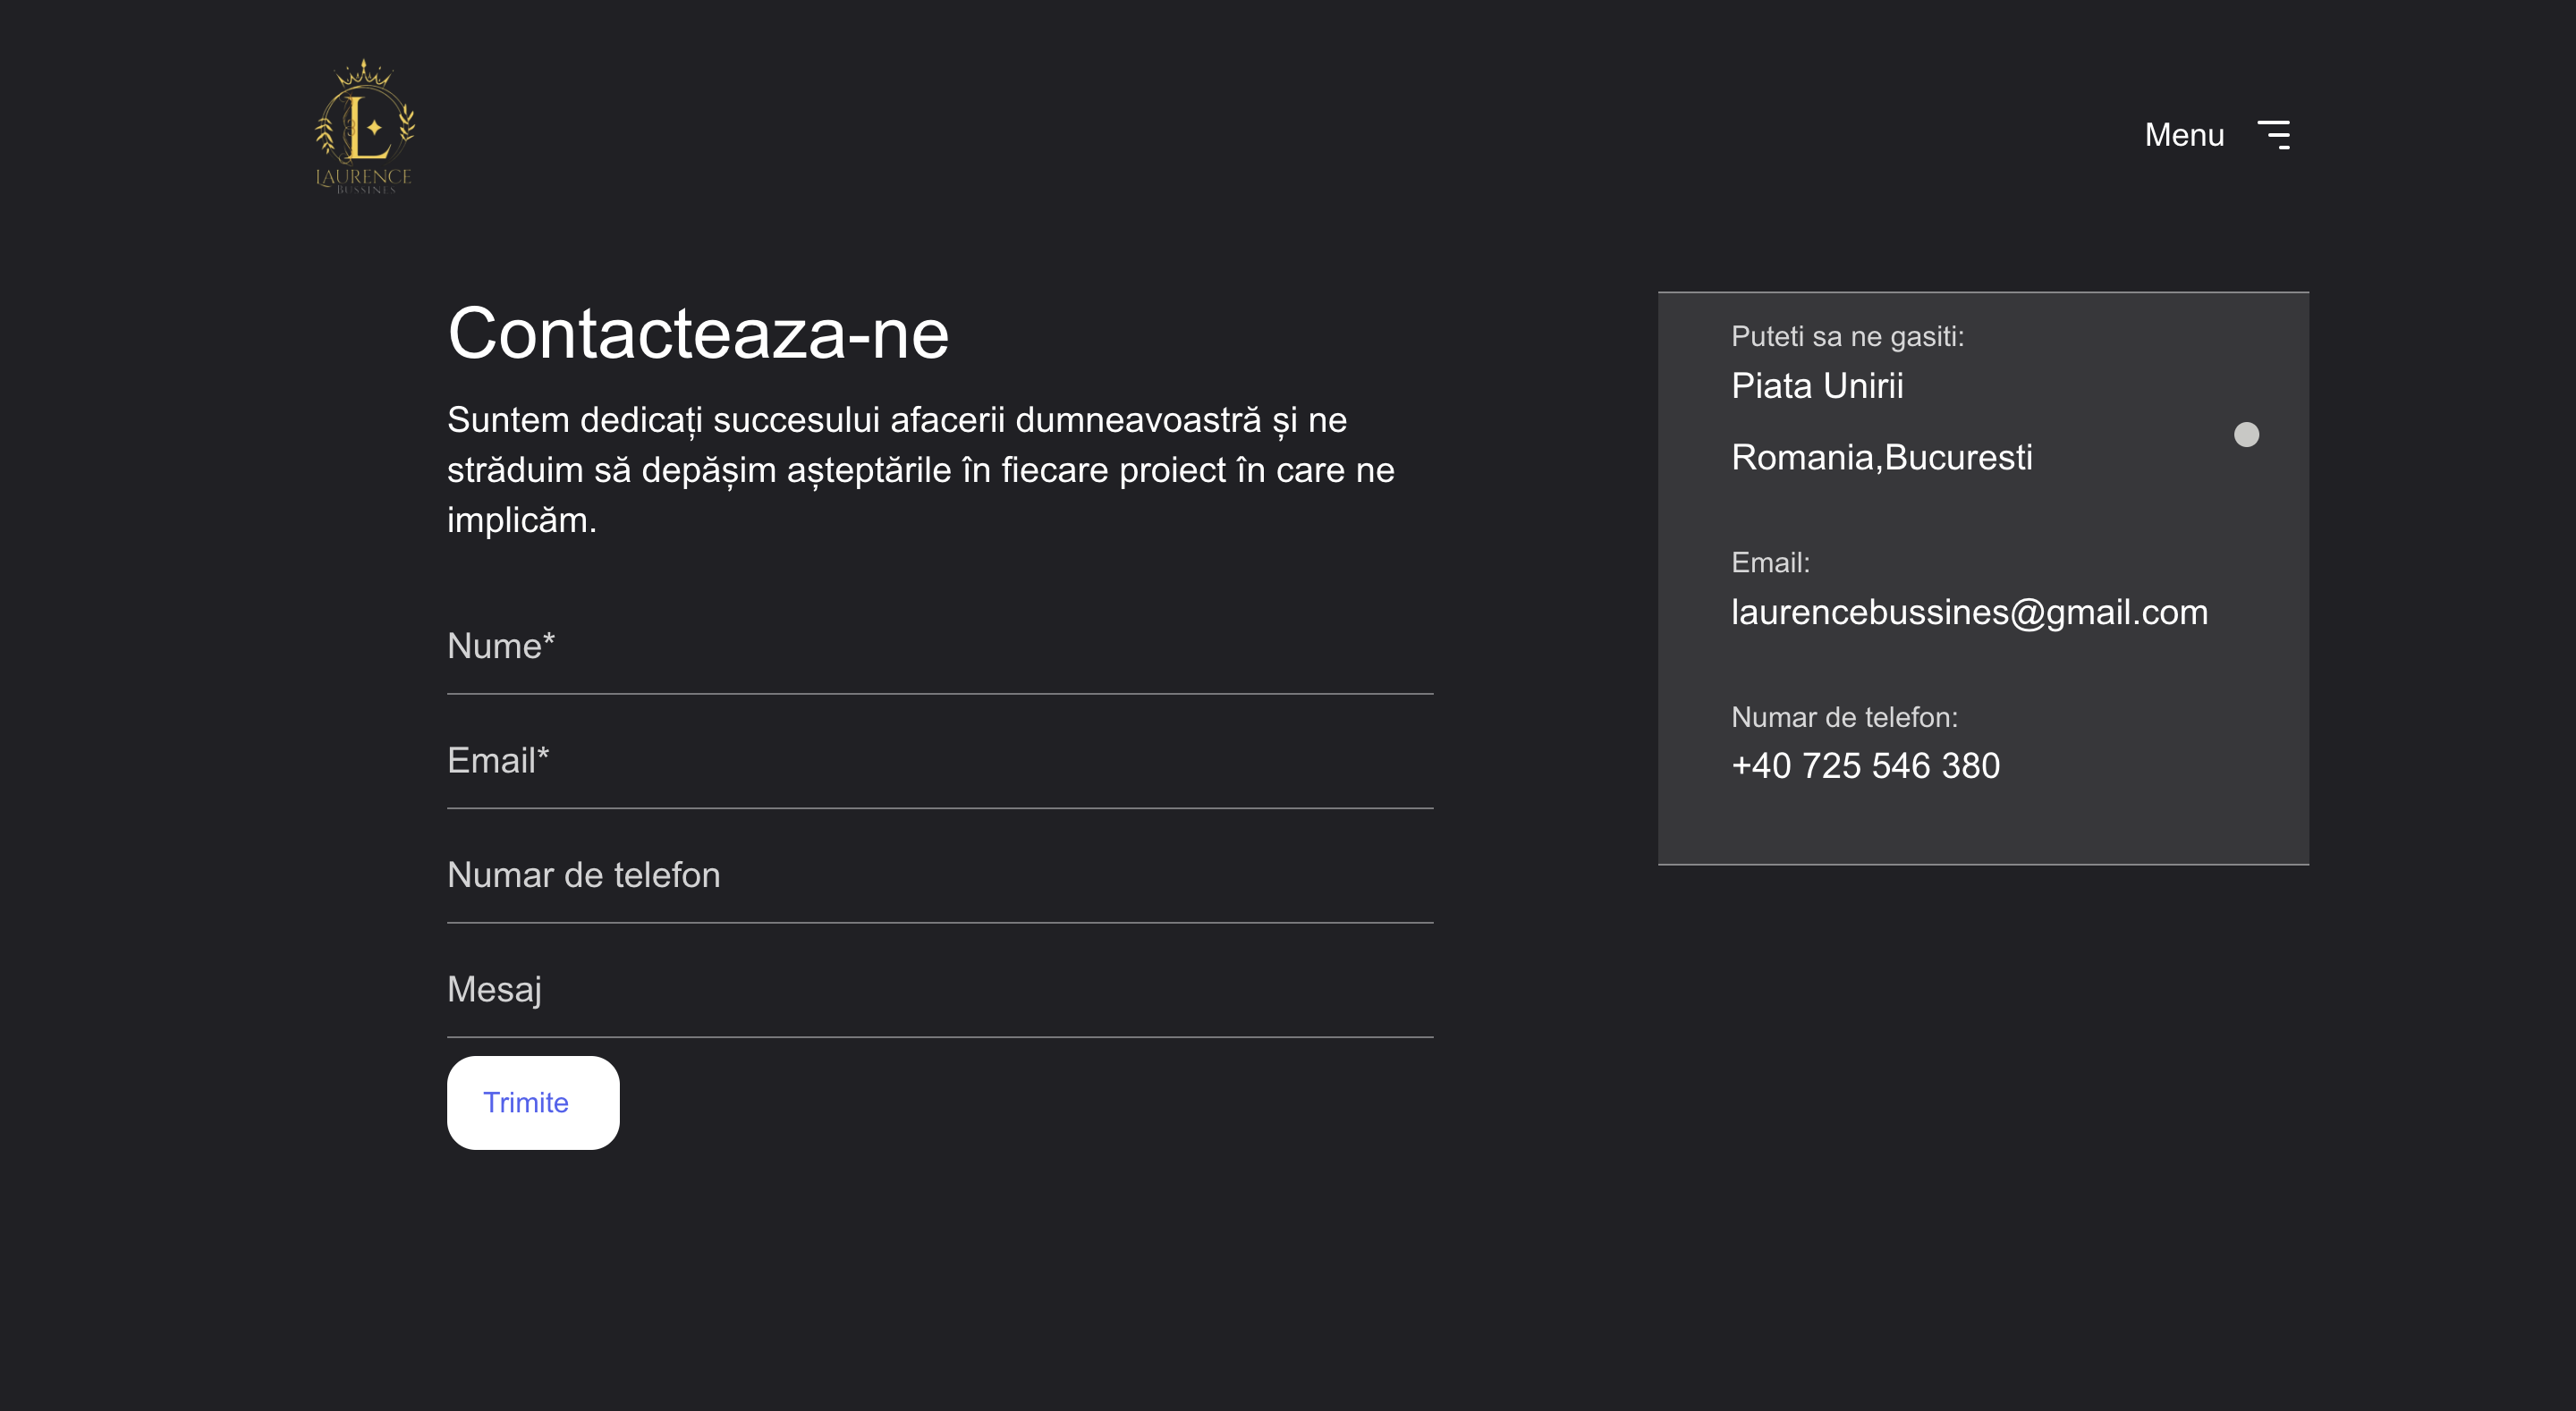 L
LAURENCE
BUSSINES
Menu
Contacteaza-ne
Suntem dedicați succesului afacerii dumneavoastră și ne
străduim să depășim așteptările în fiecare proiect în care ne
implicăm.
Nume*
Email*
Numar de telefon
Mesaj
Trimite
Puteti sa ne gasiti:
Piata Unirii
Romania,Bucuresti
Email:
laurencebussines@gmail.com
Numar de telefon:
+40 725 546 380